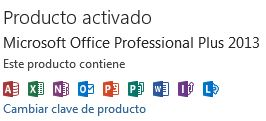 Producto activado
Microsoft Office Professional Plus 2013
Este producto contiene
A X N O P P W I L
Cambiar clave de producto